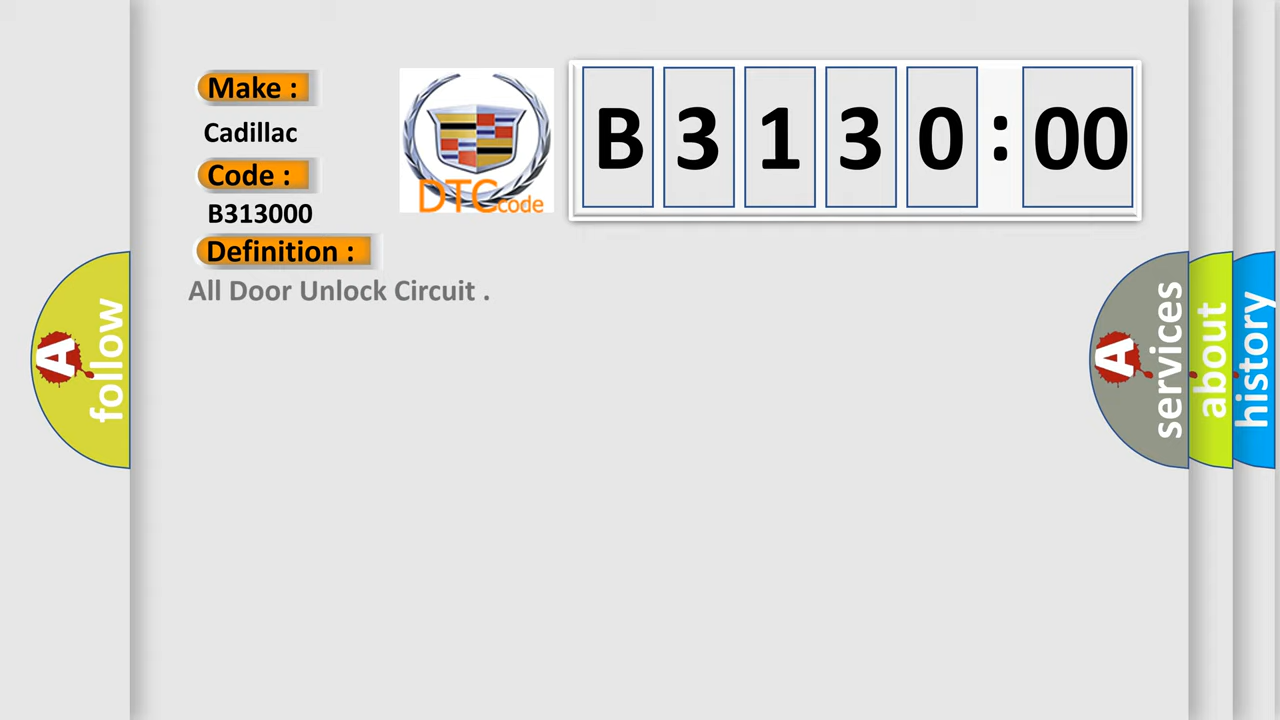 Make :
Cadillac
Code :
B313000
Definition :
All Door Unlock Circuit .
DTC code
B 3 1 3 0 : 00
A follow
A services
about
history